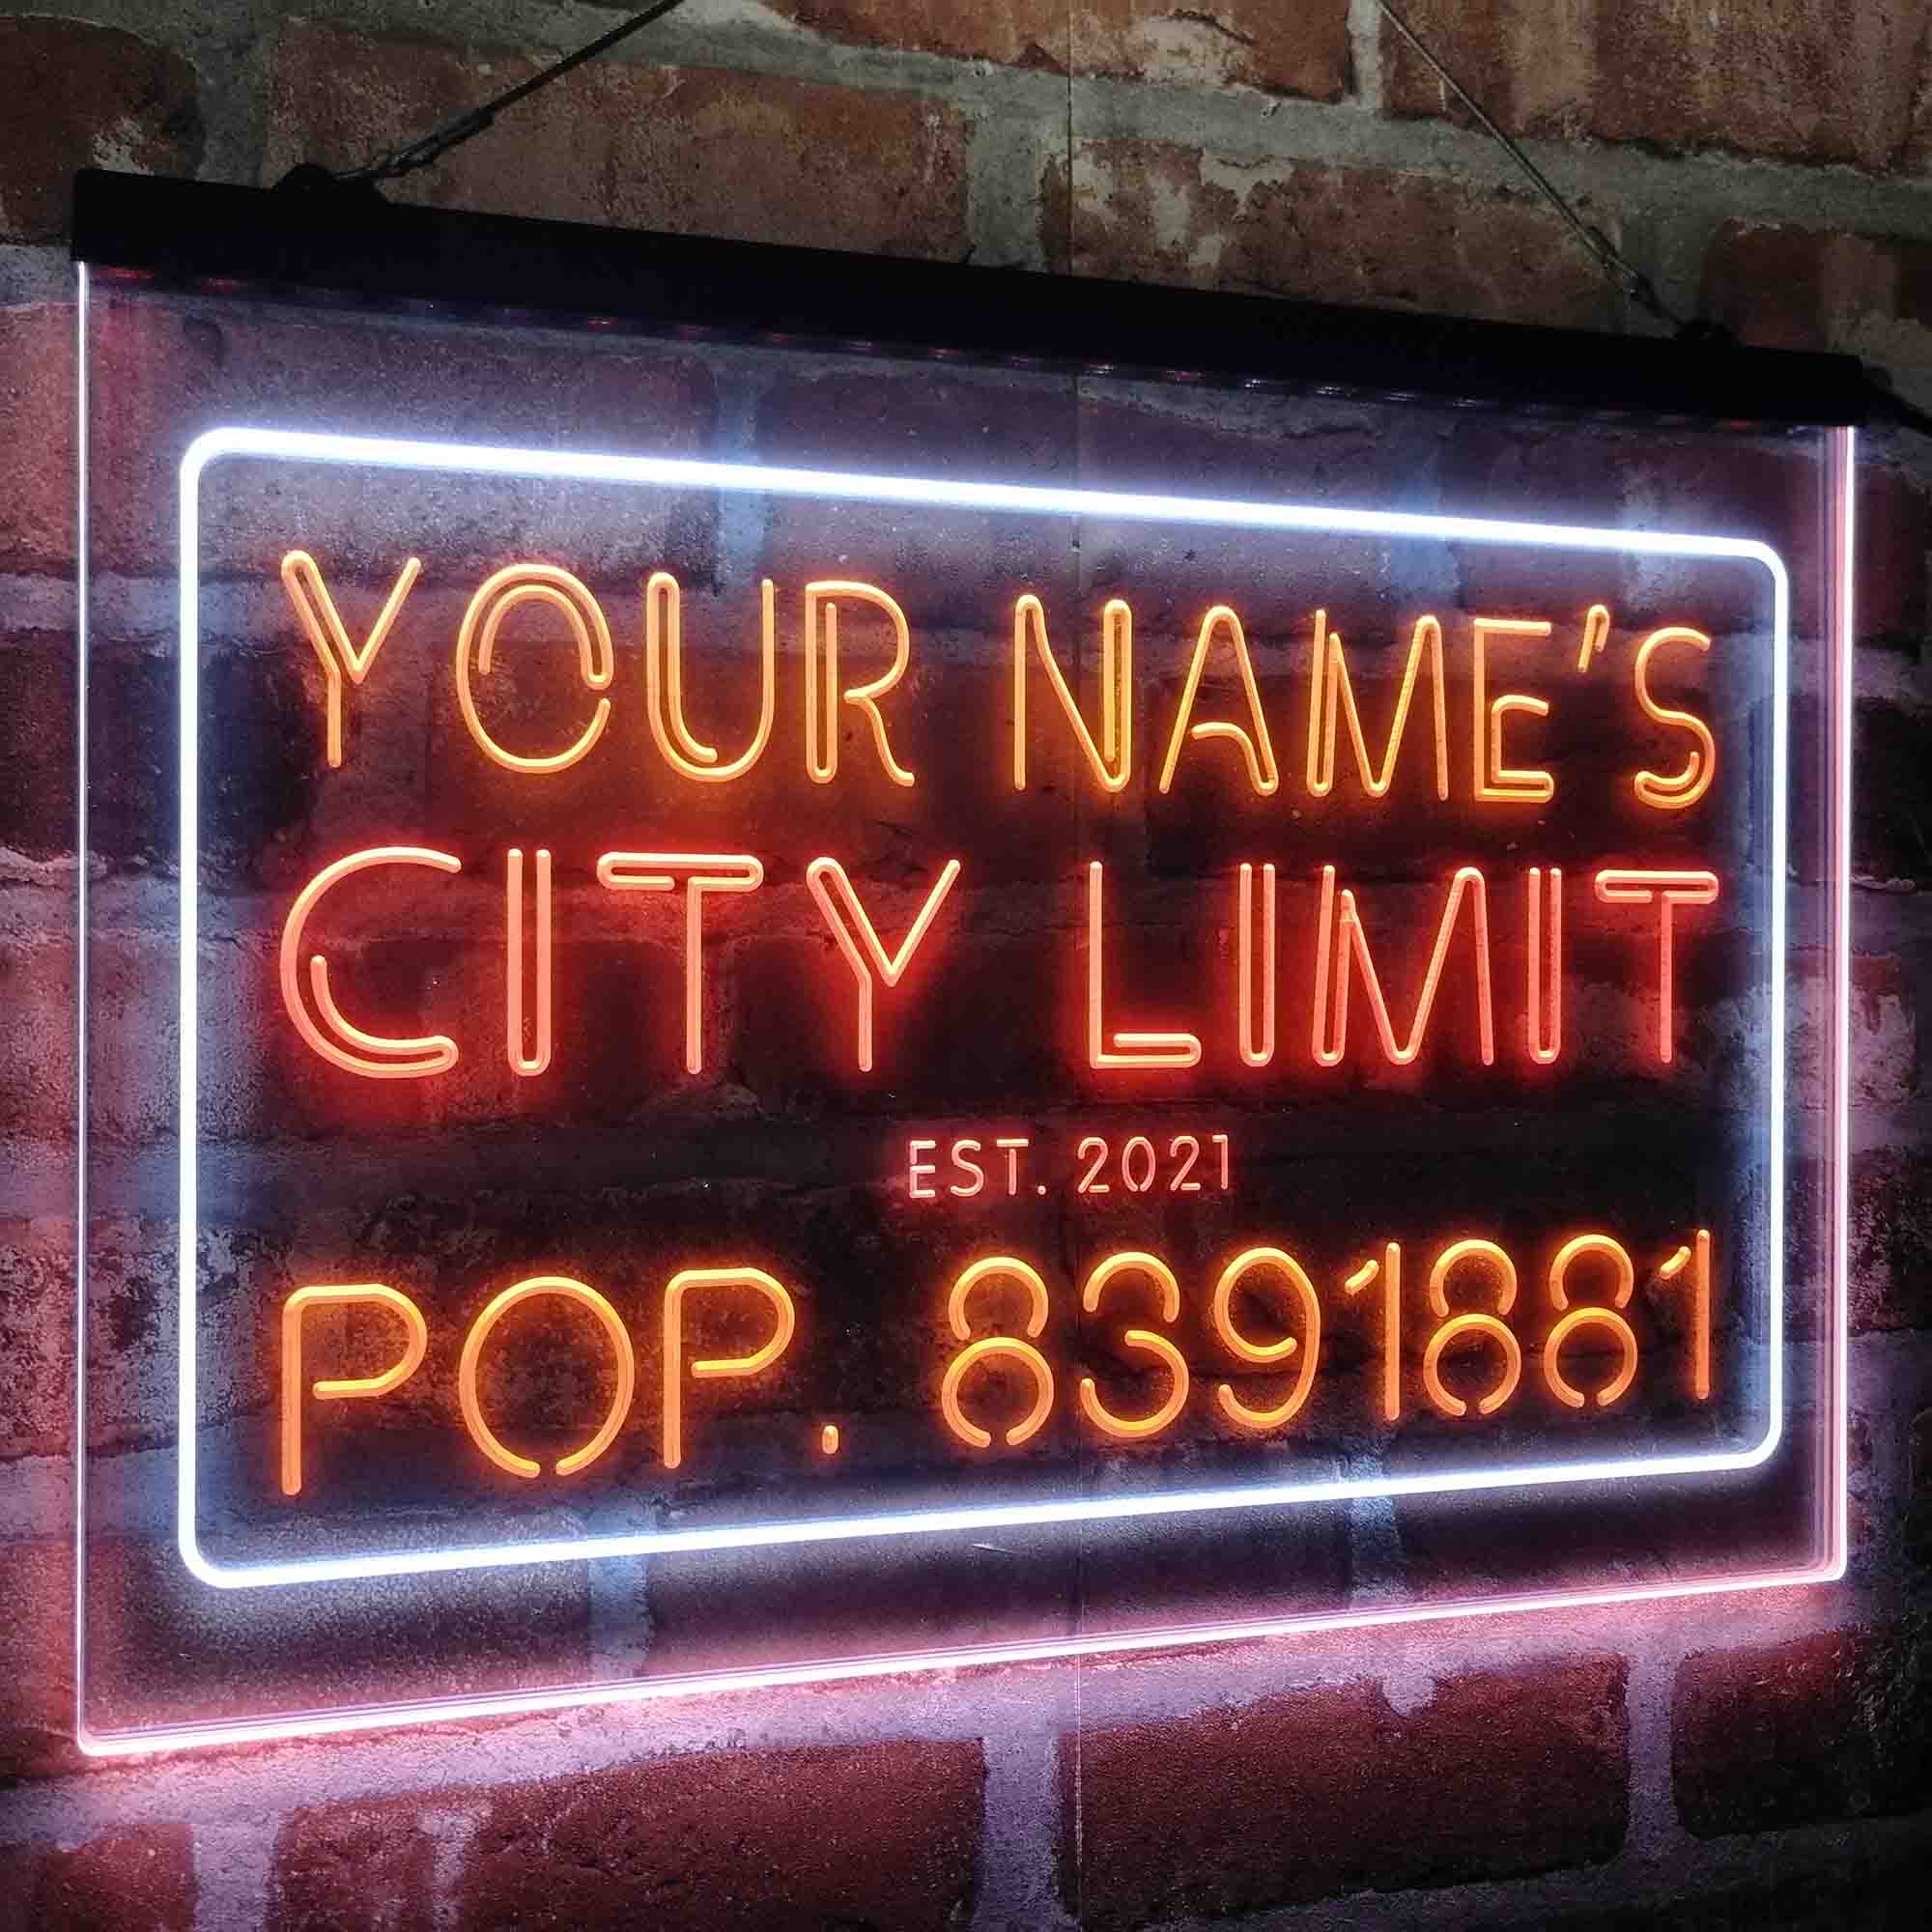 YOUR NAME'S
CITY LIMIT
EST. 2021
POP. 8391881